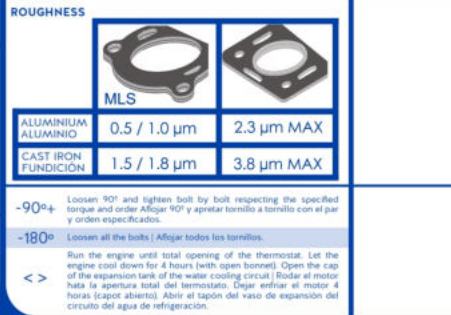 ROUGHNESS
MLS
ALUMINIUM
ALUMINIO
0.5 / 1.0 µm
2.3 µm MAX
CAST IRON
FUNDICIÓN
1.5 / 1.8 µm
3.8 µm MAX
-90º+
Loosen 90º and tighten bolt by bolt respecting the specified
torque and order Aflojar 90º y apretar tornillo a tornillo con el par
y orden especificados.
-180º
Loosen all the bolts | Aflojar todos los tornillos.
< >
Run the engine until total opening of the thermostat. Let the
engine cool down for 4 hours (with open bonnet). Open the cap
of the expansion tank of the water cooling circuit | Rodar el motor
hata la apertura total del termostato. Dejar enfriar el motor 4
horas (capot abierto). Abrir el tapón del vaso de expansión del
circuito del agua de refrigeración.